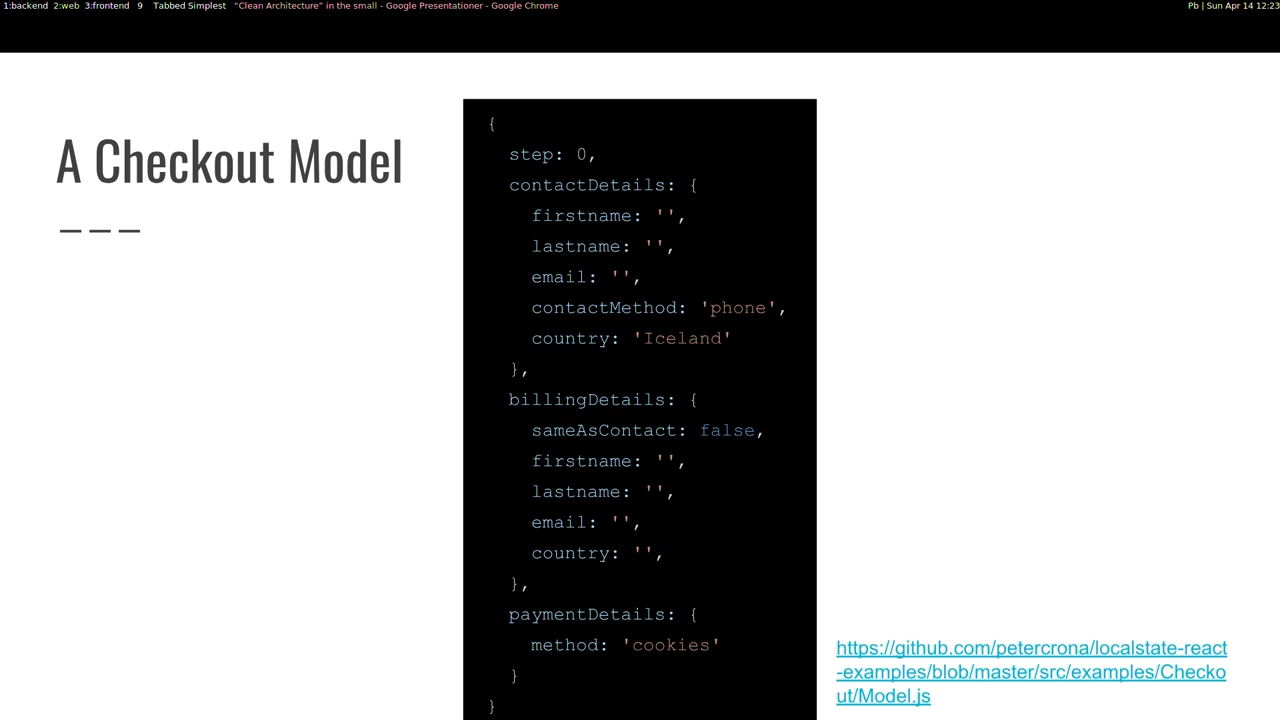 1:backend 2:web 3:frontend 9 Tabbed Simplest "Clean Architecture" in the small - Google Presentationer - Google Chrome
Pb | Sun Apr 14 12:23
A Checkout Model
{
step: 0,
contactDetails: {
firstname: '',
lastname: '',
email: '',
contactMethod: 'phone',
country: 'Iceland'
},
billingDetails: {
sameAsContact: false,
firstname: '',
lastname: '',
email: '',
country: '',
},
paymentDetails: {
method: 'cookies'
}
}
https://github.com/petercrona/localstate-react
-examples/blob/master/src/examples/Checko
ut/Model.js